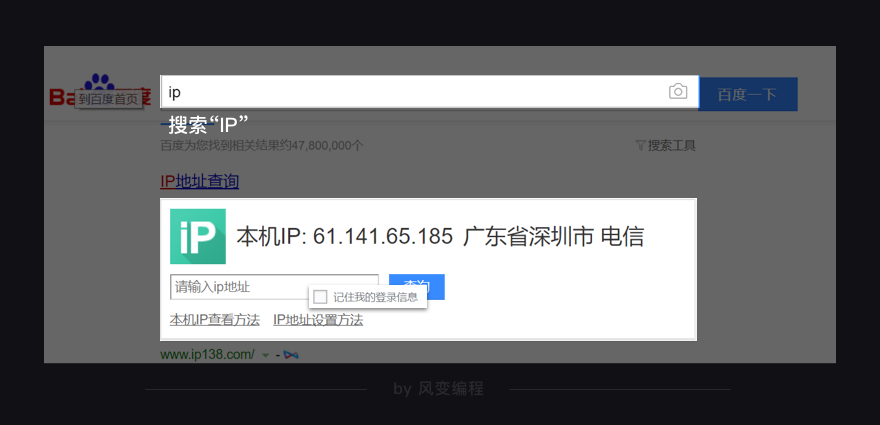 ip
百度一下
到百度首页
搜索“IP”
百度为您找到相关结果约47,800,000个
搜索工具
IP地址查询
iP
本机IP: 61.141.65.185 广东省深圳市 电信
请输入ip地址
查询
记住我的登录信息
本机IP查看方法 IP地址设置方法
www.ip138.com/
by 风变编程